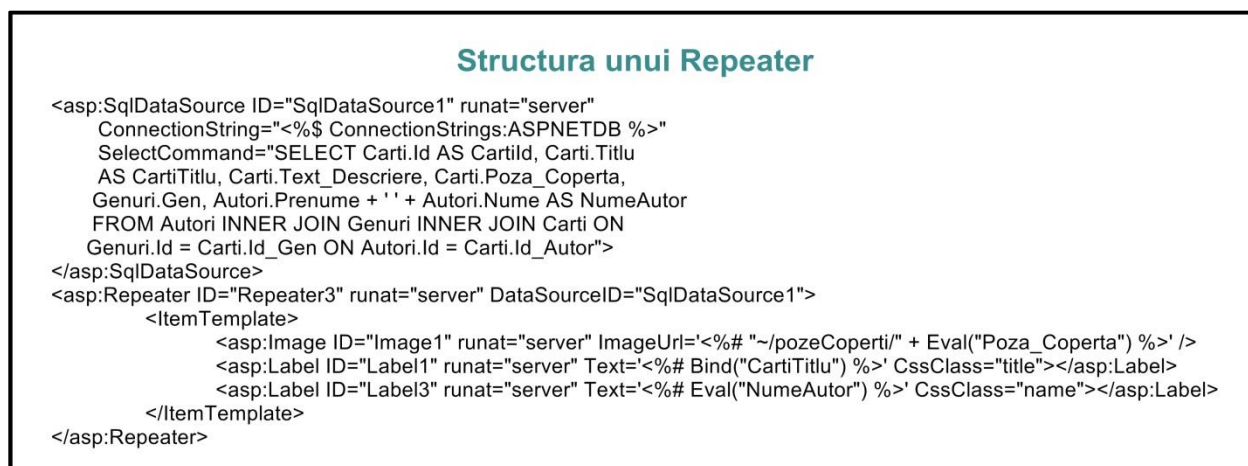 Structura unui Repeater
<asp:SqlDataSource ID="SqlDataSource1" runat="server"
ConnectionString="<%$ ConnectionStrings:ASPNETDB %>"
SelectCommand="SELECT Carti.Id AS CartiId, Carti.Titlu
AS CartiTitlu, Carti.Text_Descriere, Carti.Poza_Coperta,
Genuri.Gen, Autori.Prenume + ' ' + Autori.Nume AS NumeAutor
FROM Autori INNER JOIN Genuri INNER JOIN Carti ON
Genuri.Id = Carti.Id_Gen ON Autori.Id = Carti.Id_Autor">
</asp:SqlDataSource>
<asp:Repeater ID="Repeater3" runat="server" DataSourceID="SqlDataSource1">
<ItemTemplate>
<asp:Image ID="Image1" runat="server" ImageUrl='<%# "~/pozeCoperti/" + Eval("Poza_Coperta") %>' />
<asp:Label ID="Label1" runat="server" Text='<%# Bind("CartiTitlu") %>' CssClass="title"></asp:Label>
<asp:Label ID="Label3" runat="server" Text='<%# Eval("NumeAutor") %>' CssClass="name"></asp:Label>
</ItemTemplate>
</asp:Repeater>